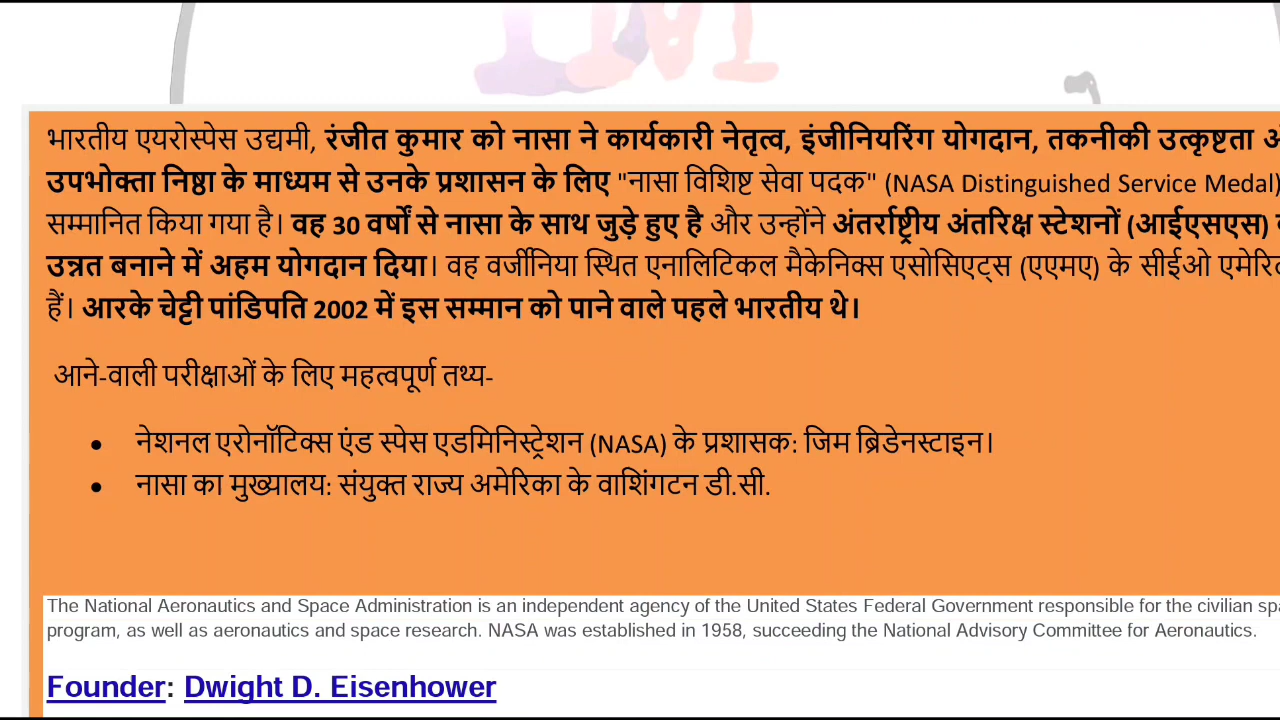 भारतीय एयरोस्पेस उद्यमी, रंजीत कुमार को नासा ने कार्यकारी नेतृत्व, इंजीनियरिंग योगदान, तकनीकी उत्कृष्टता
उपभोक्ता निष्ठा के माध्यम से उनके प्रशासन के लिए "नासा विशिष्ट सेवा पदक" (NASA Distinguished Service Medal)
सम्मानित किया गया है। वह 30 वर्षों से नासा के साथ जुड़े हुए है और उन्होंने अंतर्राष्ट्रीय अंतरिक्ष स्टेशनों (आईएसएस)
उन्नत बनाने में अहम योगदान दिया। वह वर्जीनिया स्थित एनालिटिकल मैकेनिक्स एसोसिएट्स (एएमए) के सीईओ
हैं। आरके चेट्टी पांडिपति 2002 में इस सम्मान को पाने वाले पहले भारतीय थे।
आने-वाली परीक्षाओं के लिए महत्वपूर्ण तथ्य-
• नेशनल एरोनॉटिक्स एंड स्पेस एडमिनिस्ट्रेशन (NASA) के प्रशासक: जिम ब्रिडेनस्टाइन।
• नासा का मुख्यालय: संयुक्त राज्य अमेरिका के वाशिंगटन डी.सी.
The National Aeronautics and Space Administration is an independent agency of the United States Federal Government responsible for the civilian
program, as well as aeronautics and space research. NASA was established in 1958, succeeding the National Advisory Committee for Aeronautics.
Founder: Dwight D. Eisenhower